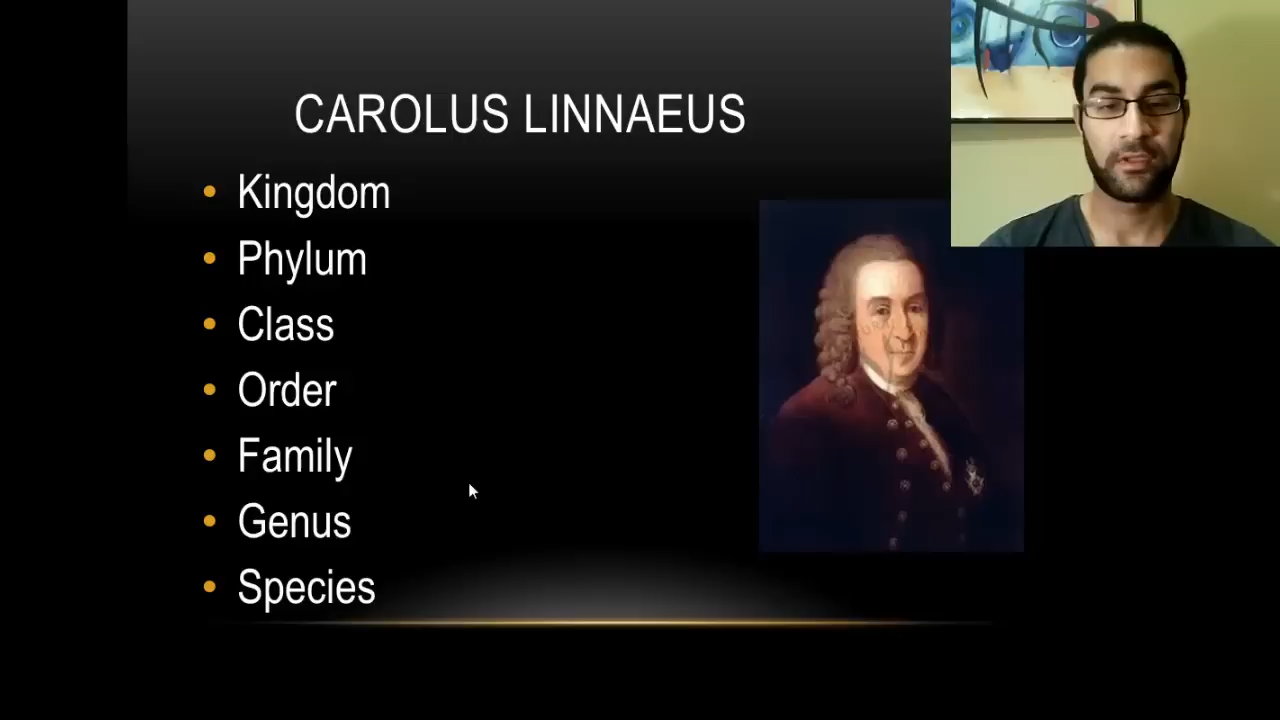 CAROLUS LINNAEUS
Kingdom
Phylum
Class
Order
Family
Genus
Species